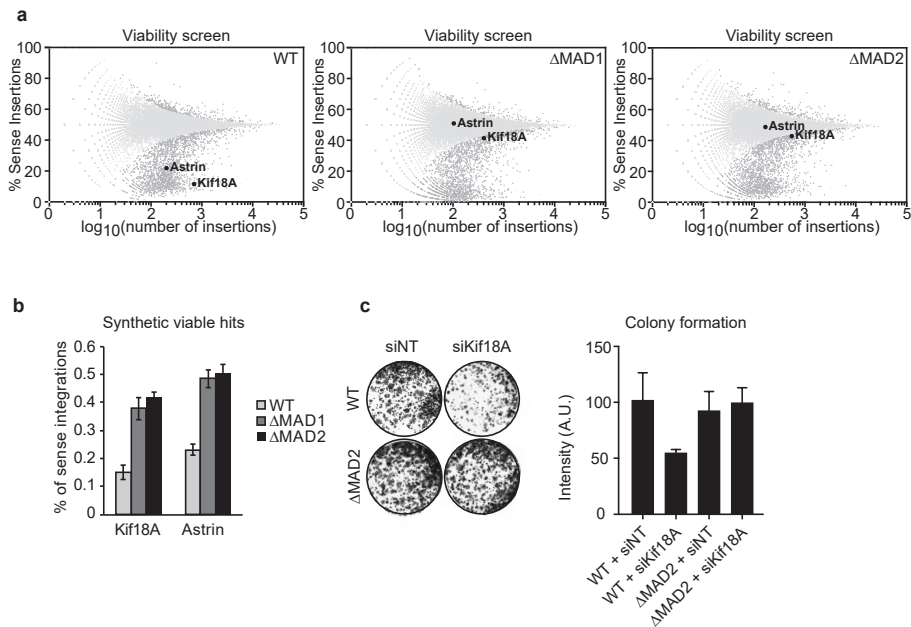 a
Viability screen
WT
% Sense Insertions
100
80
60
40
20
0
Astrin
Kif18A
0 1 2 3 4 5
log10(number of insertions)
Viability screen
ΔMAD1
% Sense Insertions
100
80
60
40
20
0
Astrin
Kif18A
0 1 2 3 4 5
log10(number of insertions)
Viability screen
ΔMAD2
% Sense Insertions
100
80
60
40
20
0
Astrin
Kif18A
0 1 2 3 4 5
log10(number of insertions)
b
Synthetic viable hits
% of sense integrations
0.6
0.5
0.4
0.3
0.2
0.1
0
Kif18A Astrin
WT
ΔMAD1
ΔMAD2
c
siNT siKif18A
WT
ΔMAD2
Colony formation
Intensity (A.U.)
150
100
50
0
WT + siNT
WT + siKif18A
ΔMAD2 + siNT
ΔMAD2 + siKif18A